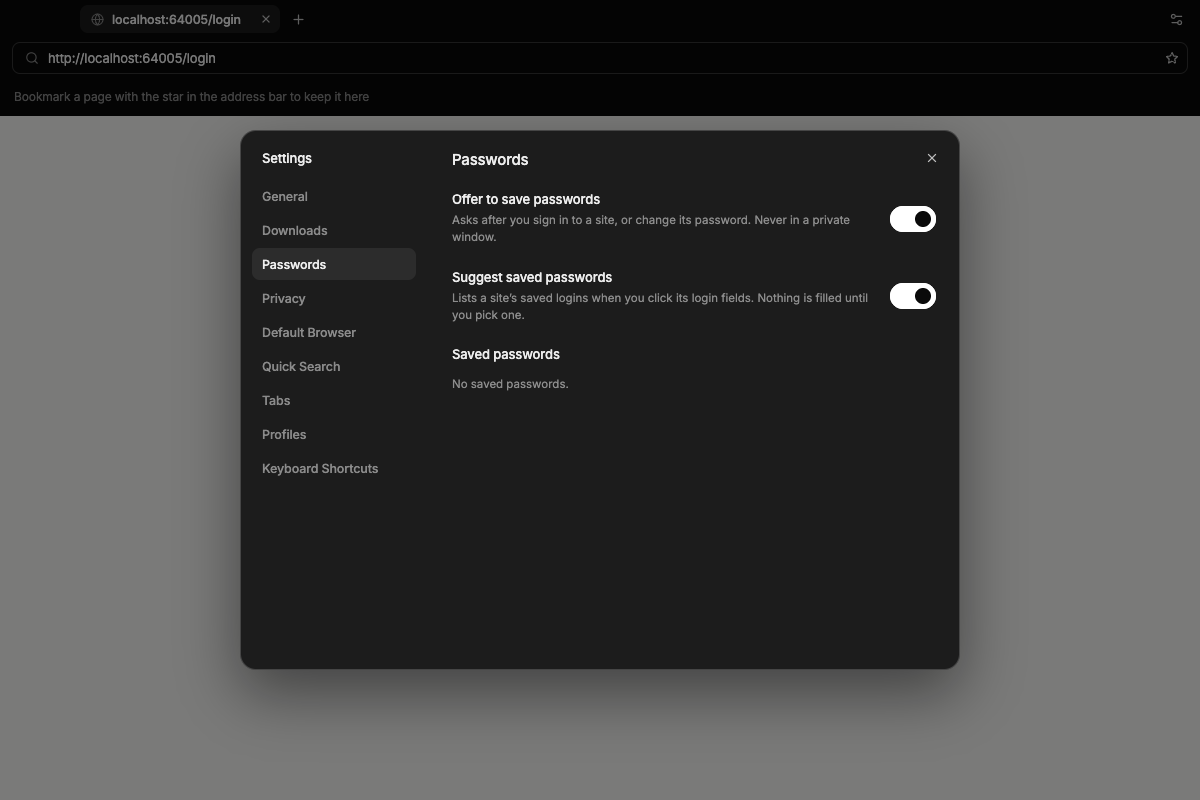 localhost:64005/login
http://localhost:64005/login
Bookmark a page with the star in the address bar to keep it here
Settings
General
Downloads
Passwords
Privacy
Default Browser
Quick Search
Tabs
Profiles
Keyboard Shortcuts
Passwords
Offer to save passwords
Asks after you sign in to a site, or change its password. Never in a private
window.
Suggest saved passwords
Lists a site’s saved logins when you click its login fields. Nothing is filled until
you pick one.
Saved passwords
No saved passwords.